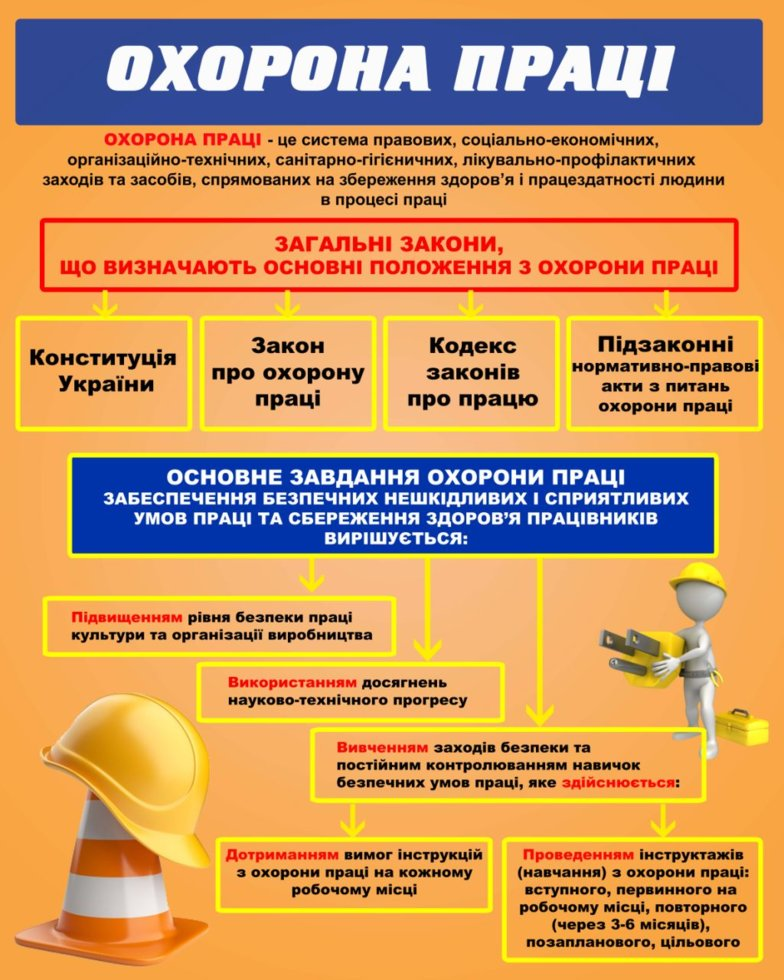 ОХОРОНА ПРАЦІ
ОХОРОНА ПРАЦІ - це система правових, соціально-економічних,
організаційно-технічних, санітарно-гігієничних, лікувально-профілактичних
заходів та засобів, спрямованих на збереження здоров’я і працездатності людини
в процесі праці
ЗАГАЛЬНІ ЗАКОНИ,
ЩО ВИЗНАЧАЮТЬ ОСНОВНІ ПОЛОЖЕННЯ З ОХОРОНИ ПРАЦІ
Конституція
України
Закон
про охорону
праці
Кодекс
законів
про працю
Підзаконні
нормативно-правові
акти з питань
охорони праці
ОСНОВНЕ ЗАВДАННЯ ОХОРОНИ ПРАЦІ
ЗАБЕСПЕЧЕННЯ БЕЗПЕЧНИХ НЕШКІДЛИВИХ І СПРИЯТЛИВИХ
УМОВ ПРАЦІ ТА СБЕРЕЖЕННЯ ЗДОРОВ’Я ПРАЦІВНИКІВ
ВИРІШУЄТЬСЯ:
Підвищенням рівня безпеки праці
культури та організації виробництва
Використанням досягнень
науково-технічного прогресу
Вивченням заходів безпеки та
постійним контролюванням навичок
безпечних умов праці, яке здійснюється:
Дотриманням вимог інструкцій
з охорони праці на кожному
робочому місці
Проведенням інструктажів
(навчання) з охорони праці:
вступного, первинного на
робочому місці, повторного
(через 3-6 місяців),
позапланового, цільового